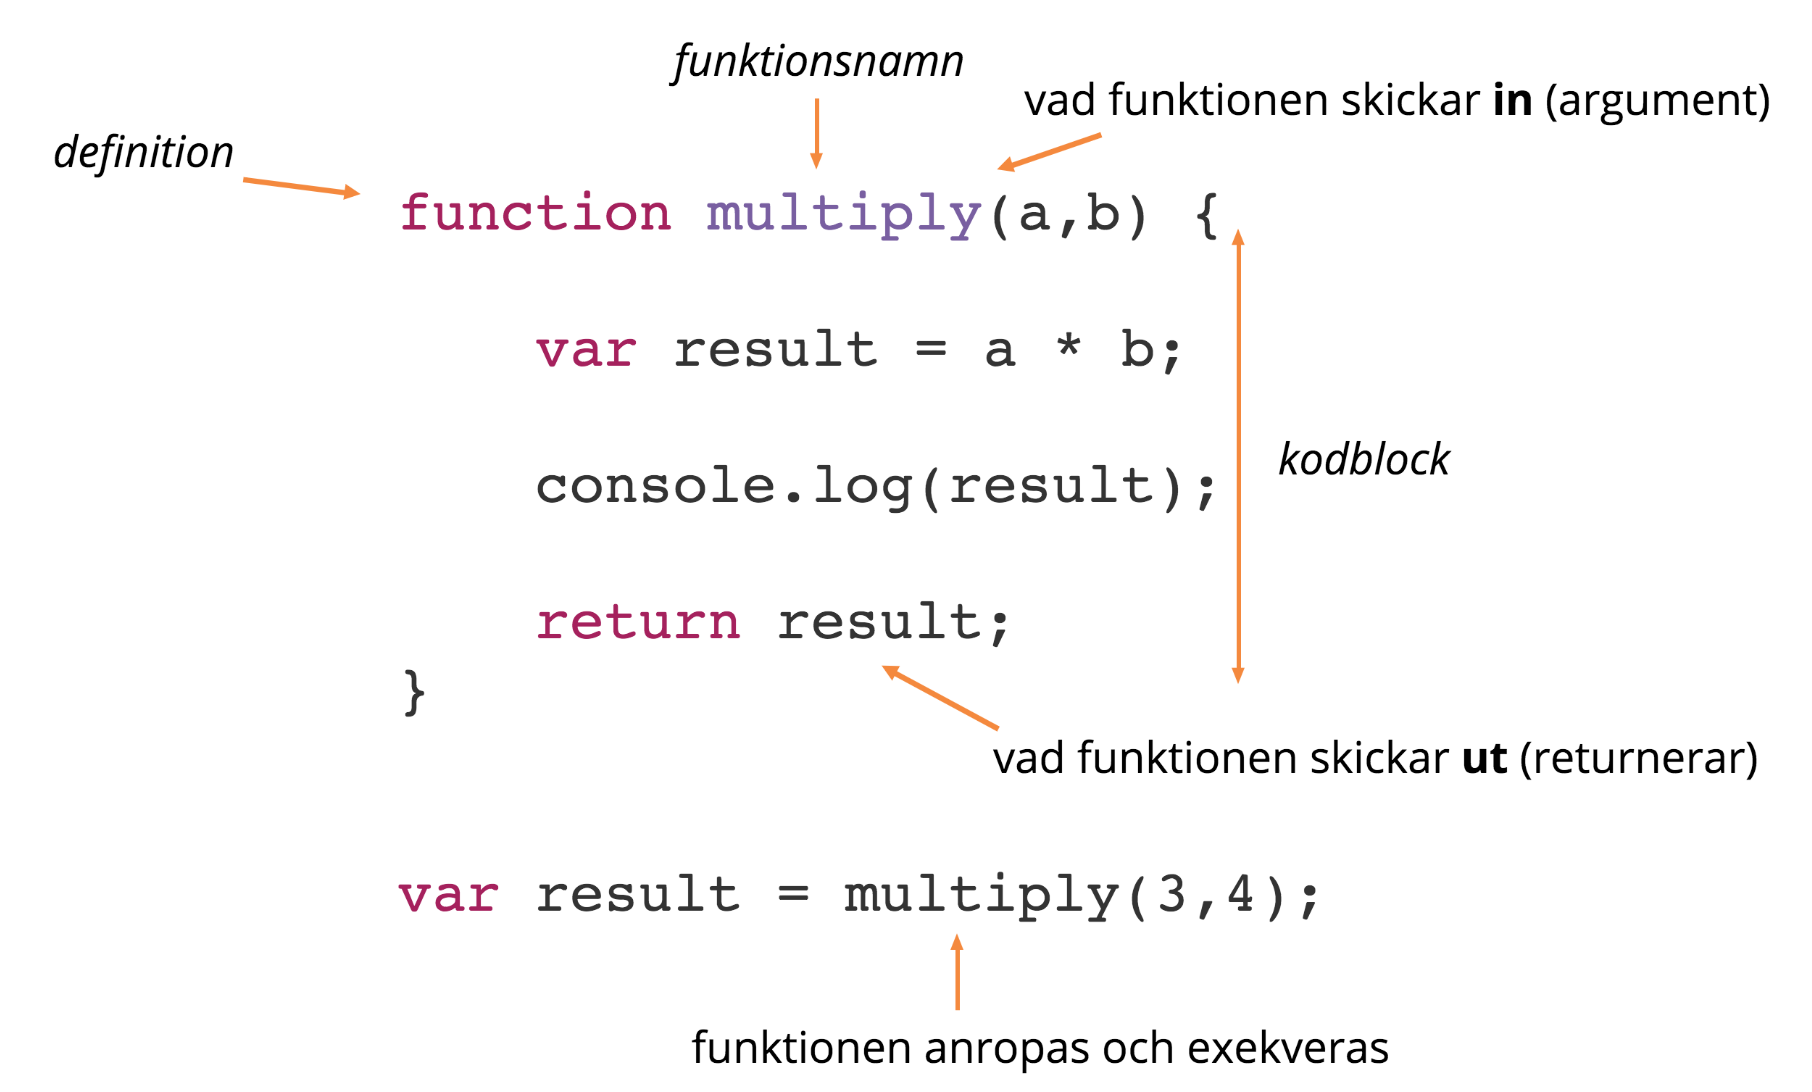 funktionsnamn
vad funktionen skickar in (argument)
definition
function multiply(a,b) {
var result = a * b;
console.log(result);
kodblock
return result;
}
vad funktionen skickar ut (returnerar)
var result = multiply(3,4);
funktionen anropas och exekveras